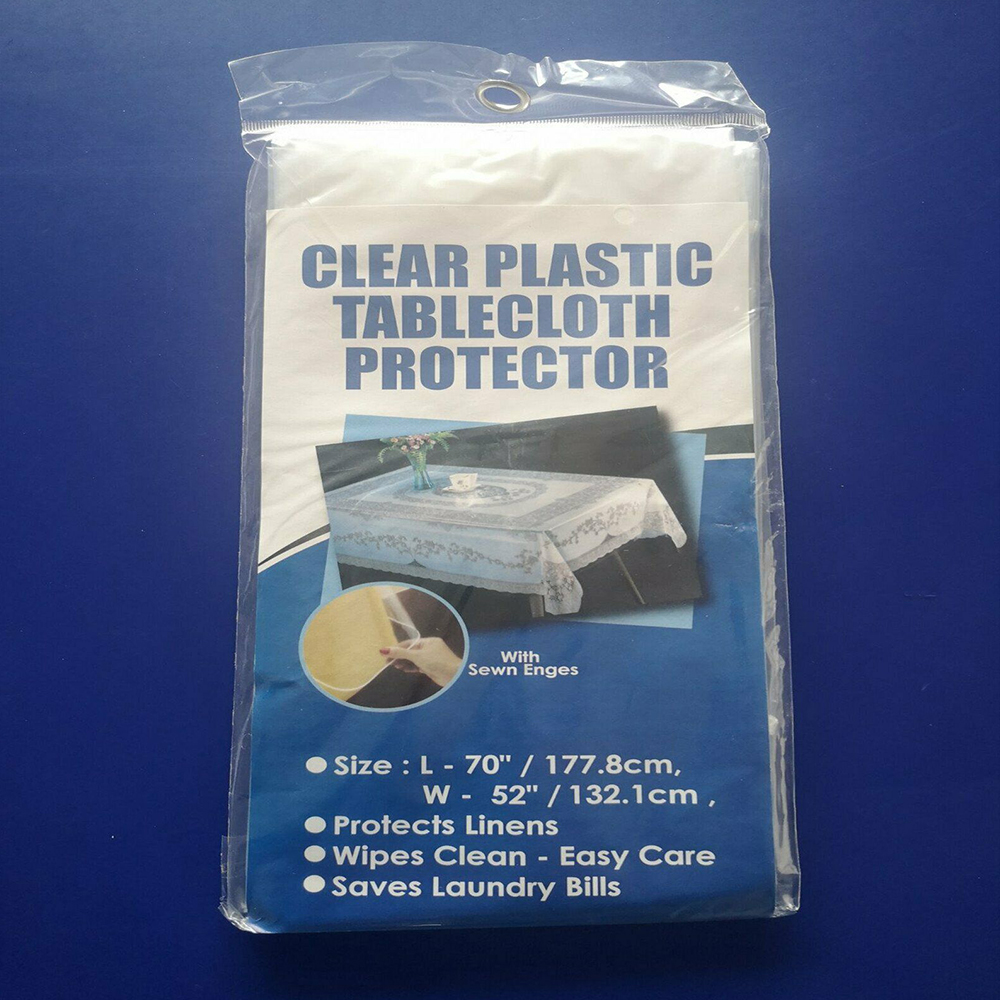 CLEAR PLASTIC
TABLECLOTH
PROTECTOR
With
Sewn Enges
Size : L - 70" / 177.8cm,
W - 52" / 132.1cm ,
Protects Linens
Wipes Clean - Easy Care
Saves Laundry Bills